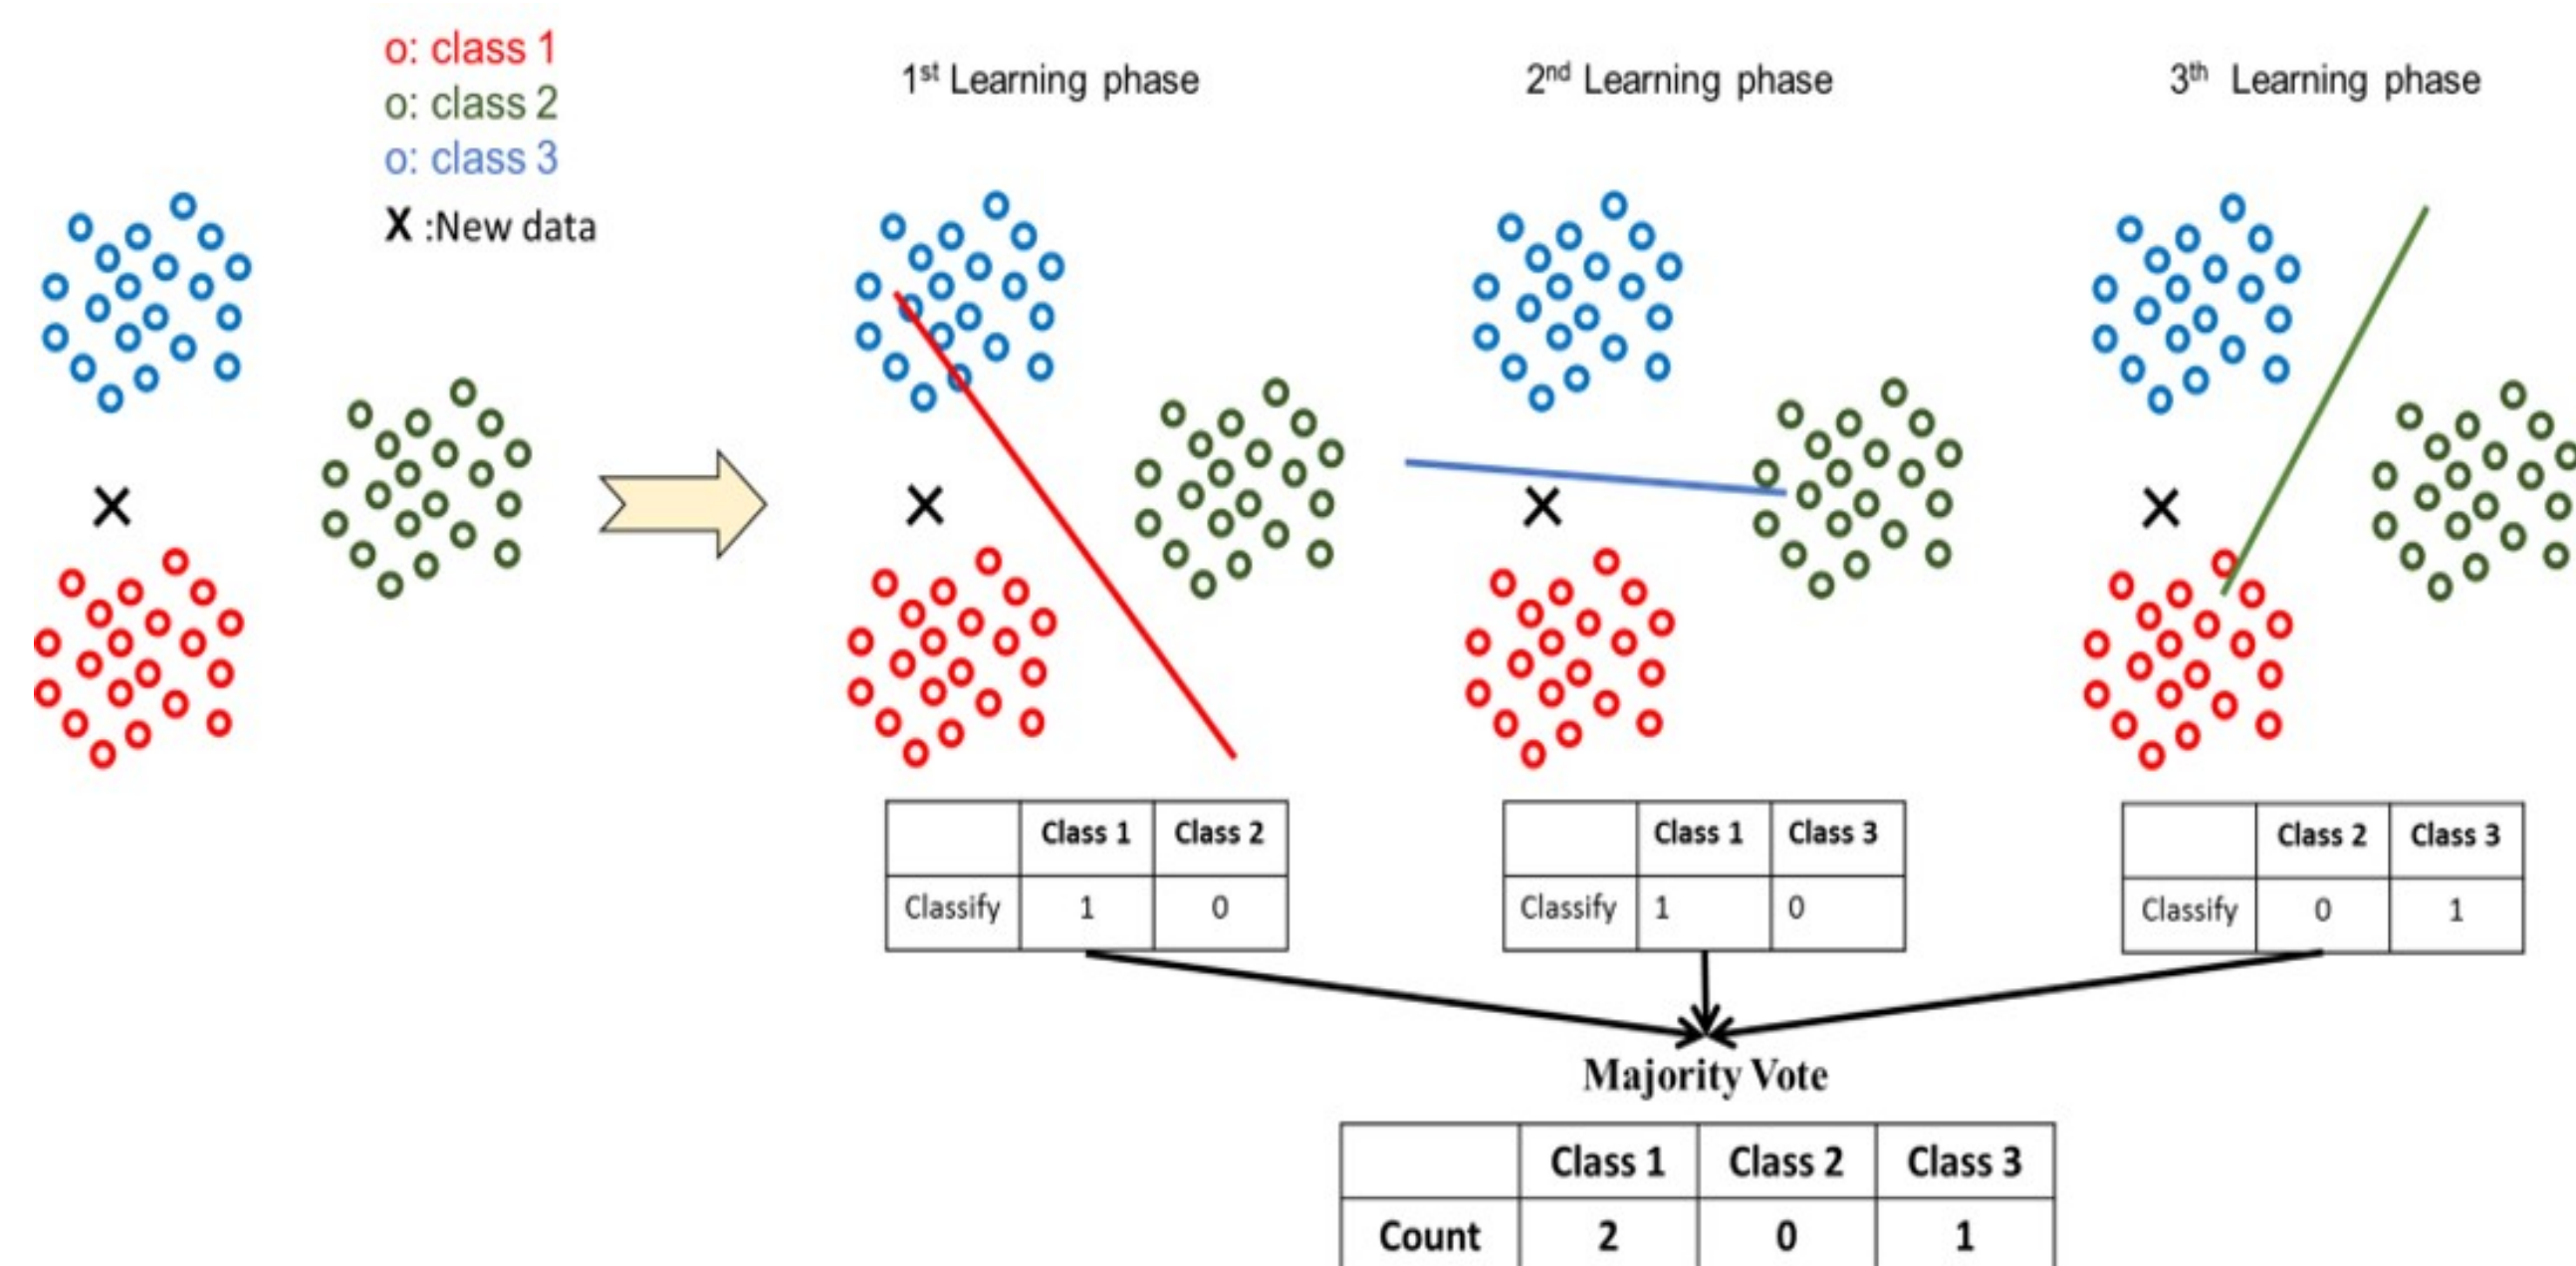 o: class 1
o: class 2
o: class 3
X :New data
1st Learning phase
2nd Learning phase
3th Learning phase
Class 1 Class 2
Classify 1 0
Class 1 Class 3
Classify 1 0
Class 2 Class 3
Classify 0 1
Majority Vote
Class 1 Class 2 Class 3
Count 2 0 1